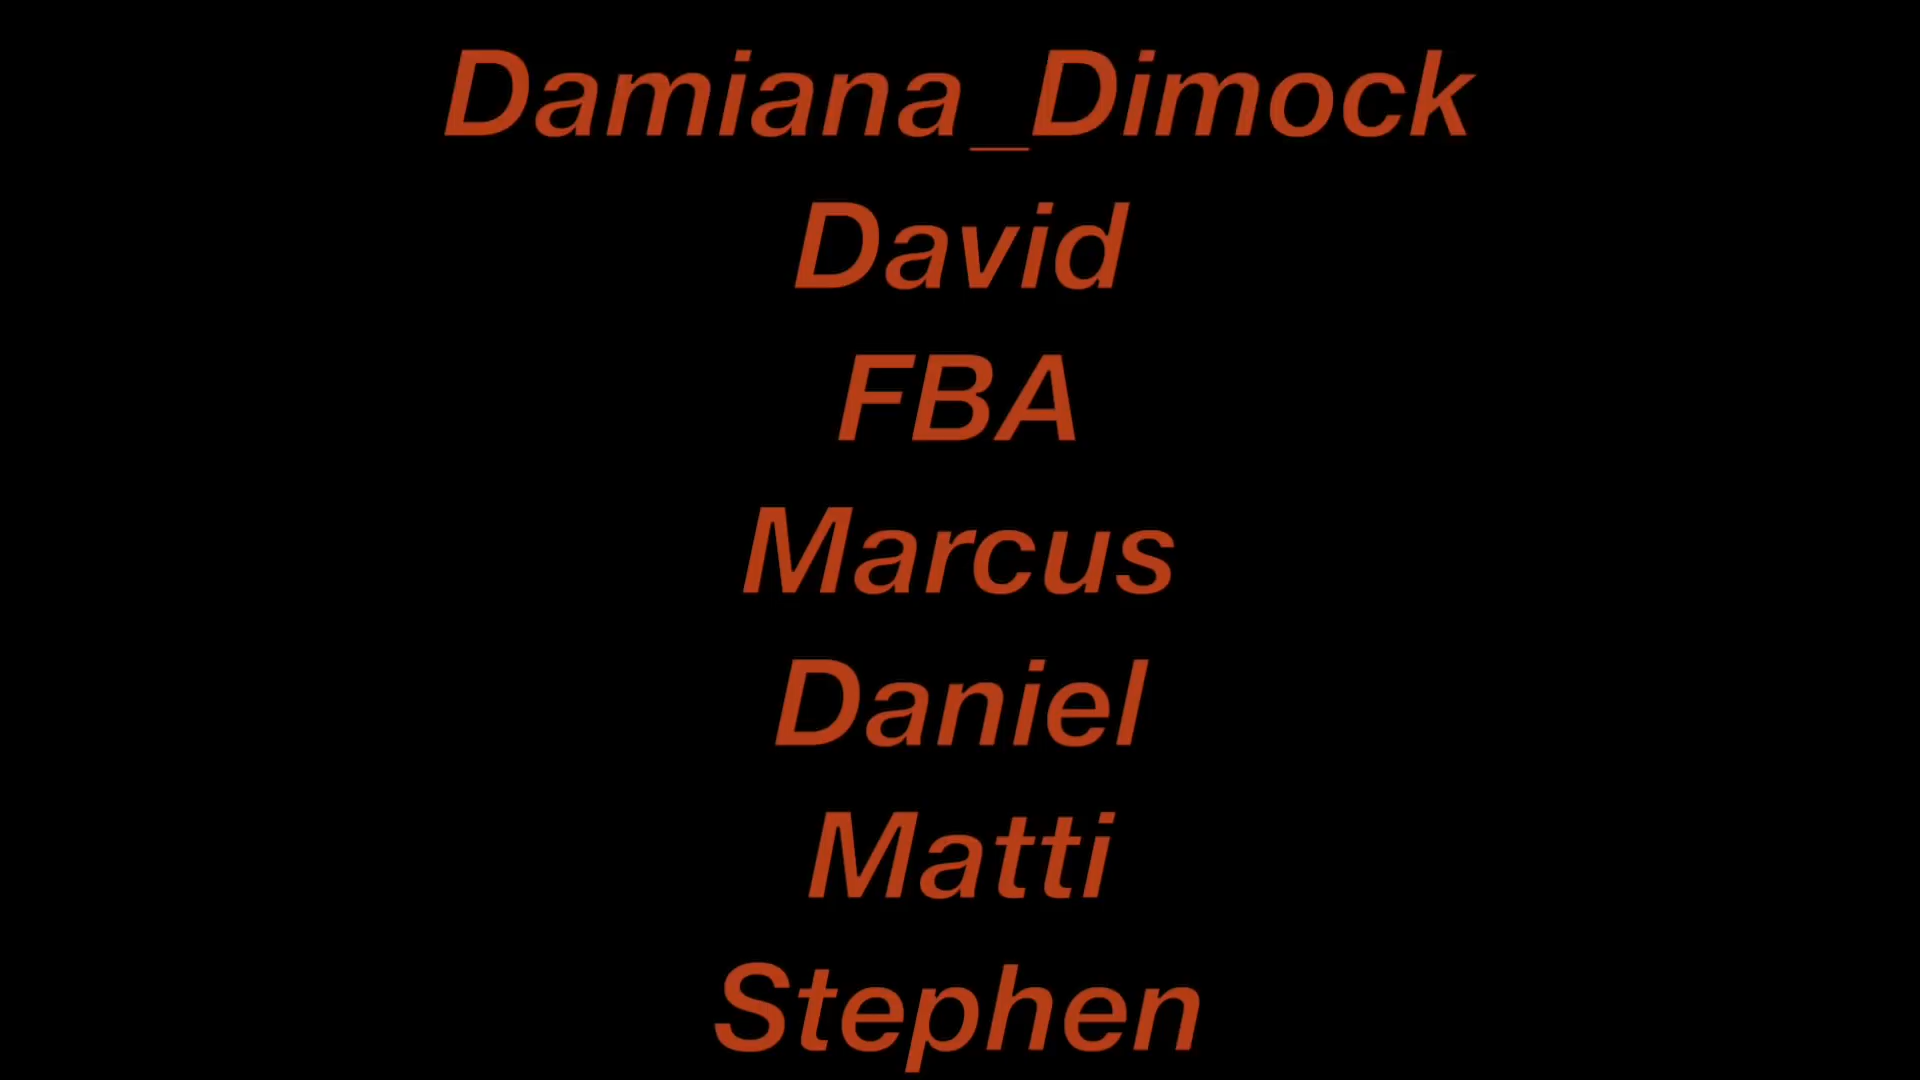 Damiana_Dimock
David
FBA
Marcus
Daniel
Matti
Stephen